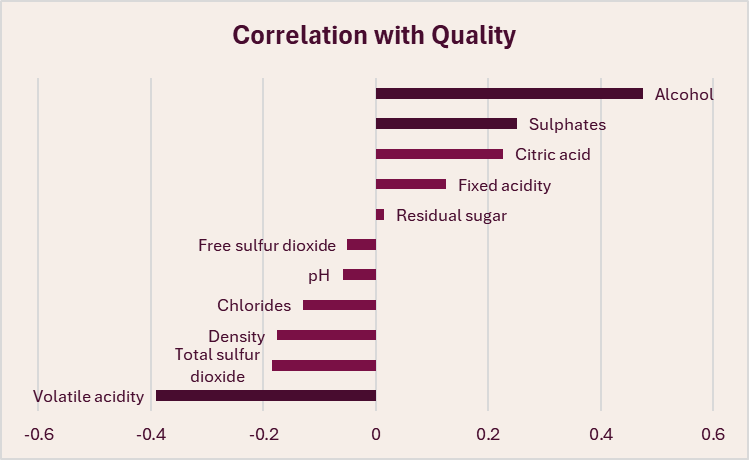 Correlation with Quality
Alcohol
Sulphates
Citric acid
Fixed acidity
Residual sugar
Free sulfur dioxide
pH
Chlorides
Density
Total sulfur
dioxide
Volatile acidity
-0.6 -0.4 -0.2 0 0.2 0.4 0.6